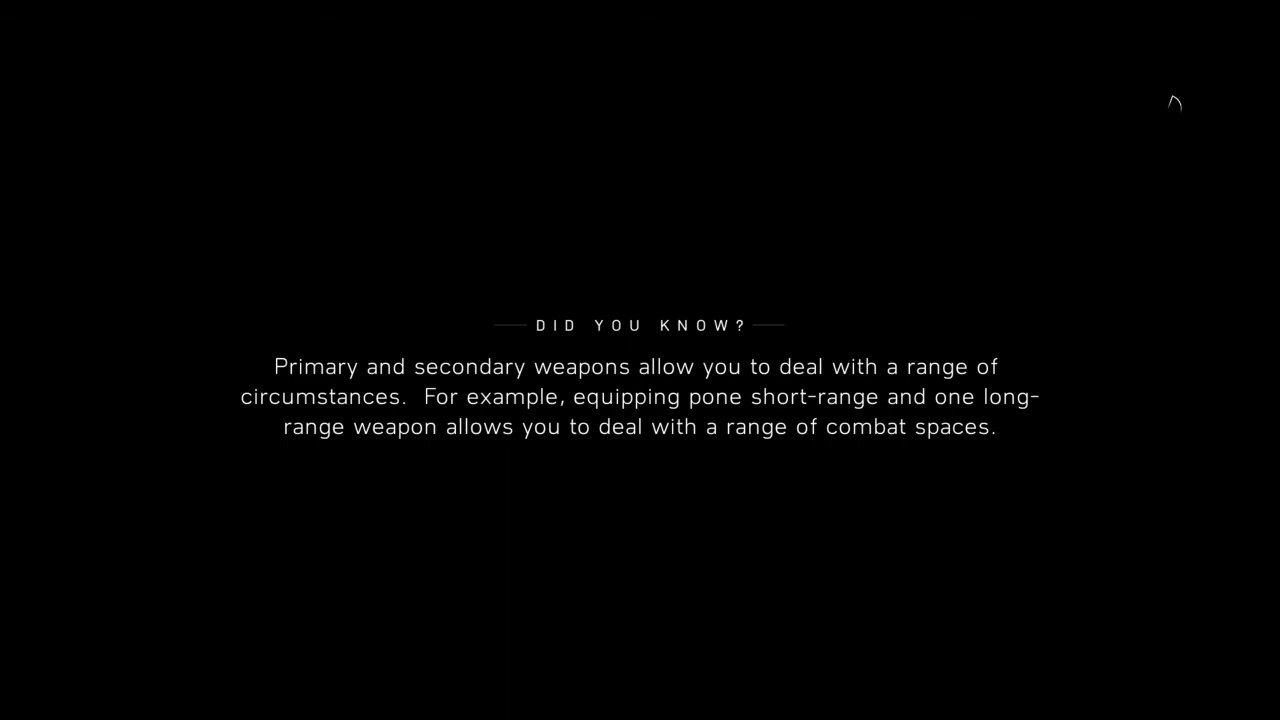 DID YOU KNOW?
Primary and secondary weapons allow you to deal with a range of
circumstances.  For example, equipping pone short-range and one long-
range weapon allows you to deal with a range of combat spaces.